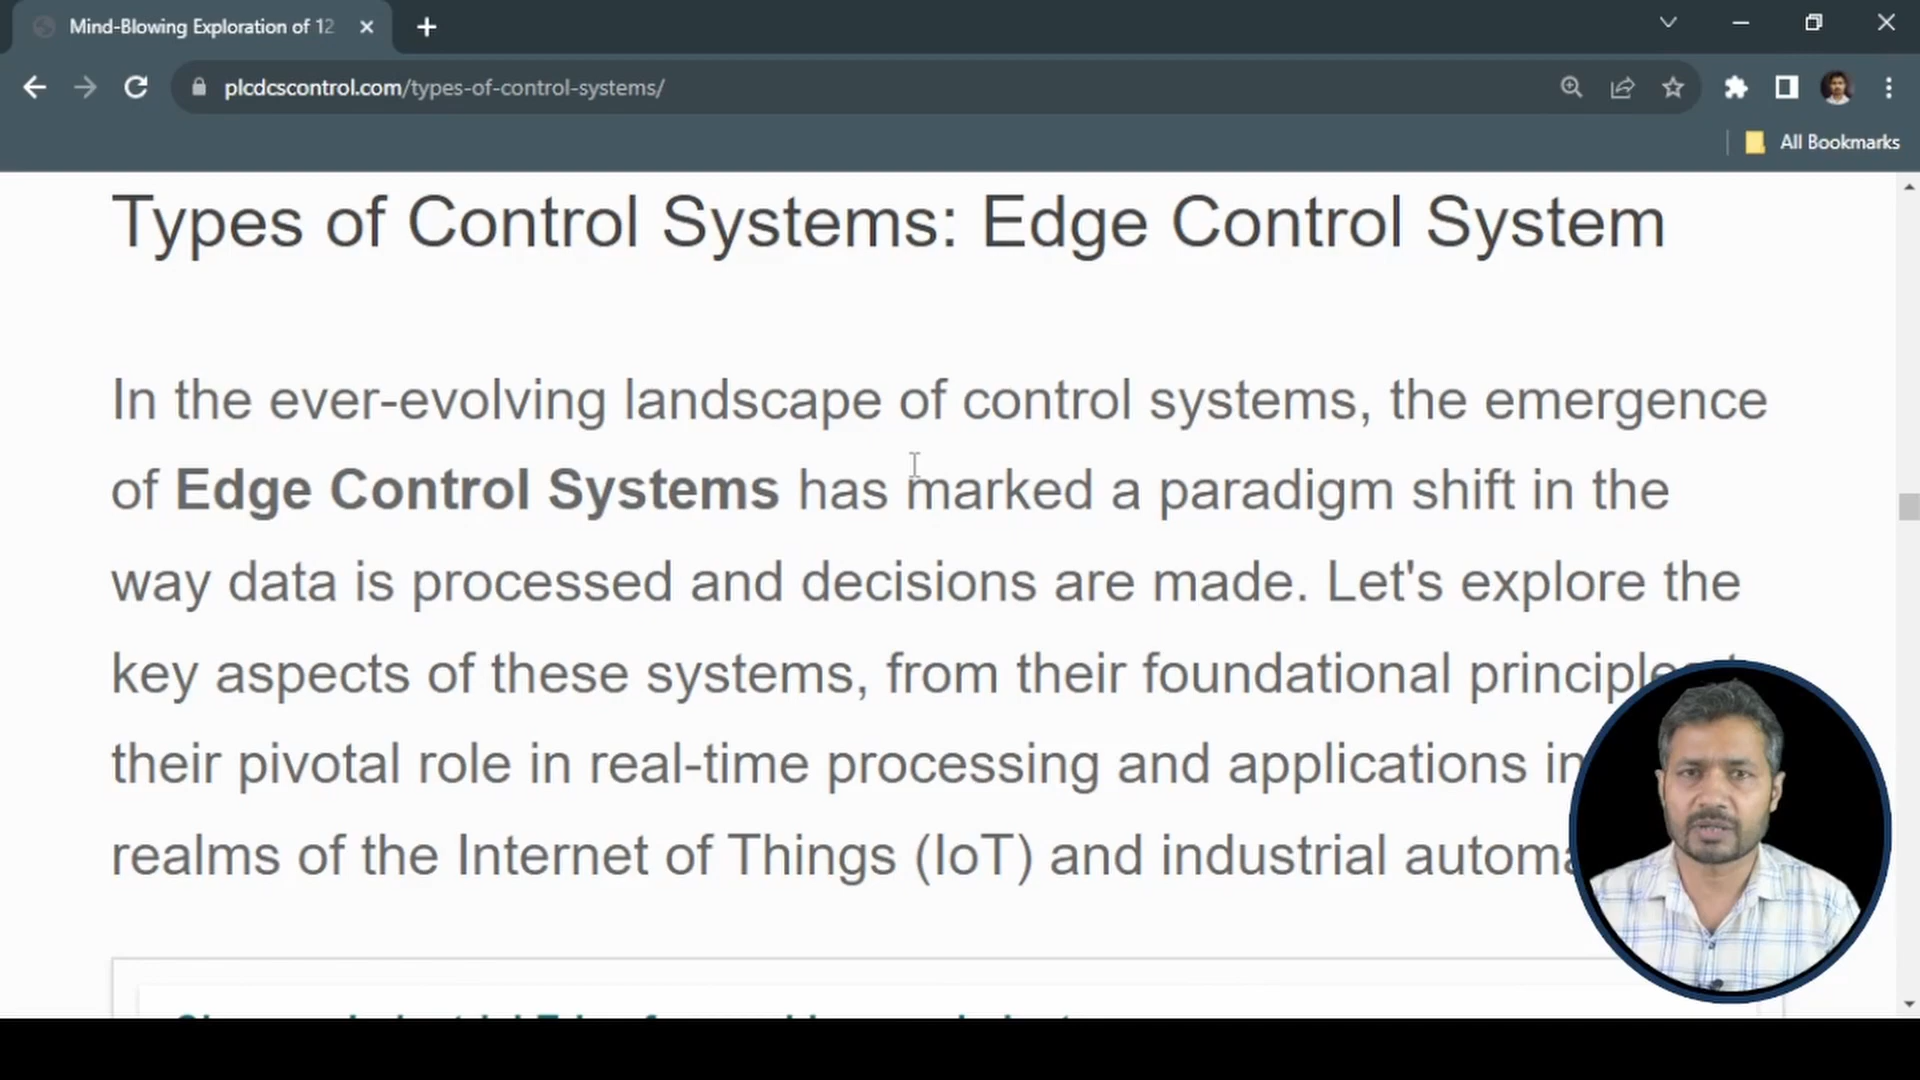 Mind-Blowing Exploration of 12
plcdcscontrol.com/types-of-control-systems/
All Bookmarks
Types of Control Systems: Edge Control System
In the ever-evolving landscape of control systems, the emergence
of Edge Control Systems has marked a paradigm shift in the
way data is processed and decisions are made. Let's explore the
key aspects of these systems, from their foundational
their pivotal role in real-time processing and applications in
realms of the Internet of Things (IoT) and industrial